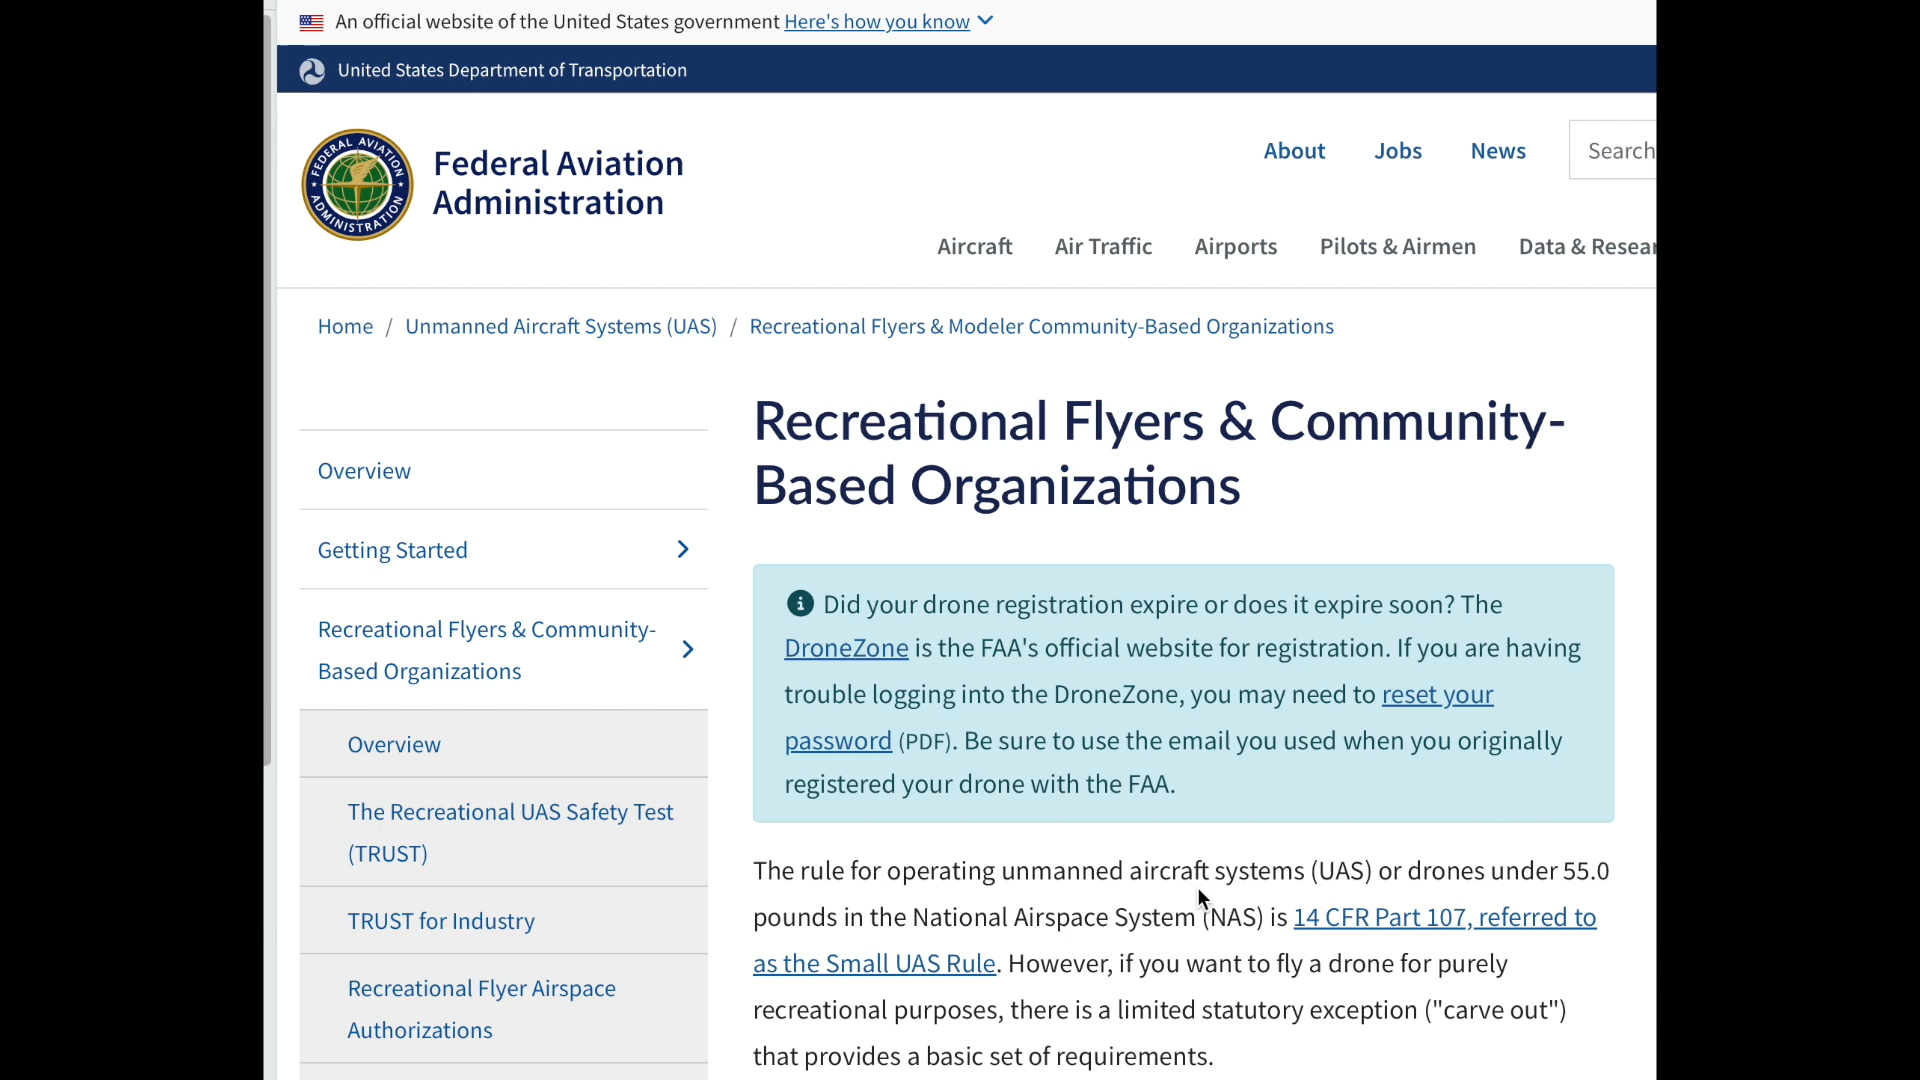 An official website of the United States government Here's how you know
United States Department of Transportation
FEDERAL AVIATION
ADMINISTRATION
Federal Aviation
Administration
About Jobs News Search
Aircraft Air Traffic Airports Pilots & Airmen Data & Resear
Home / Unmanned Aircraft Systems (UAS) / Recreational Flyers & Modeler Community-Based Organizations
Overview
Getting Started
Recreational Flyers & Community-
Based Organizations
Overview
The Recreational UAS Safety Test
(TRUST)
TRUST for Industry
Recreational Flyer Airspace
Authorizations
Recreational Flyers & Community-
Based Organizations
Did your drone registration expire or does it expire soon? The
DroneZone is the FAA's official website for registration. If you are having
trouble logging into the DroneZone, you may need to reset your
password (PDF). Be sure to use the email you used when you originally
registered your drone with the FAA.
The rule for operating unmanned aircraft systems (UAS) or drones under 55.0
pounds in the National Airspace System (NAS) is 14 CFR Part 107, referred to
as the Small UAS Rule. However, if you want to fly a drone for purely
recreational purposes, there is a limited statutory exception ("carve out")
that provides a basic set of requirements.